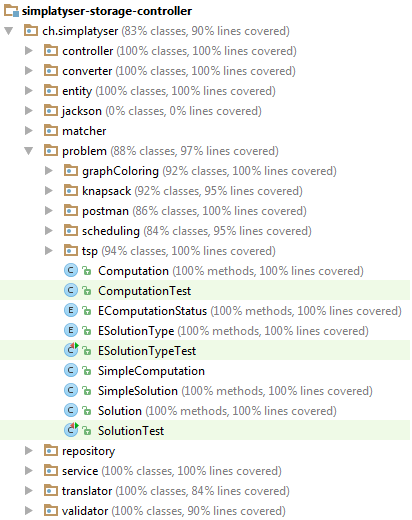 simplatyser-storage-controller
ch.simplatyser (83% classes, 90% lines covered)
controller (100% classes, 100% lines covered)
converter (100% classes, 100% lines covered)
entity (100% classes, 100% lines covered)
jackson (0% classes, 0% lines covered)
matcher
problem (88% classes, 97% lines covered)
graphColoring (92% classes, 100% lines covered)
knapsack (92% classes, 95% lines covered)
postman (86% classes, 100% lines covered)
scheduling (84% classes, 95% lines covered)
tsp (94% classes, 100% lines covered)
C Computation (100% methods, 100% lines covered)
C ComputationTest
E EComputationStatus (100% methods, 100% lines covered)
E ESolutionType (100% methods, 100% lines covered)
C ESolutionTypeTest
C SimpleComputation
C SimpleSolution (100% methods, 100% lines covered)
C Solution (100% methods, 100% lines covered)
C SolutionTest
repository
service (100% classes, 100% lines covered)
translator (100% classes, 84% lines covered)
validator (100% classes, 90% lines covered)